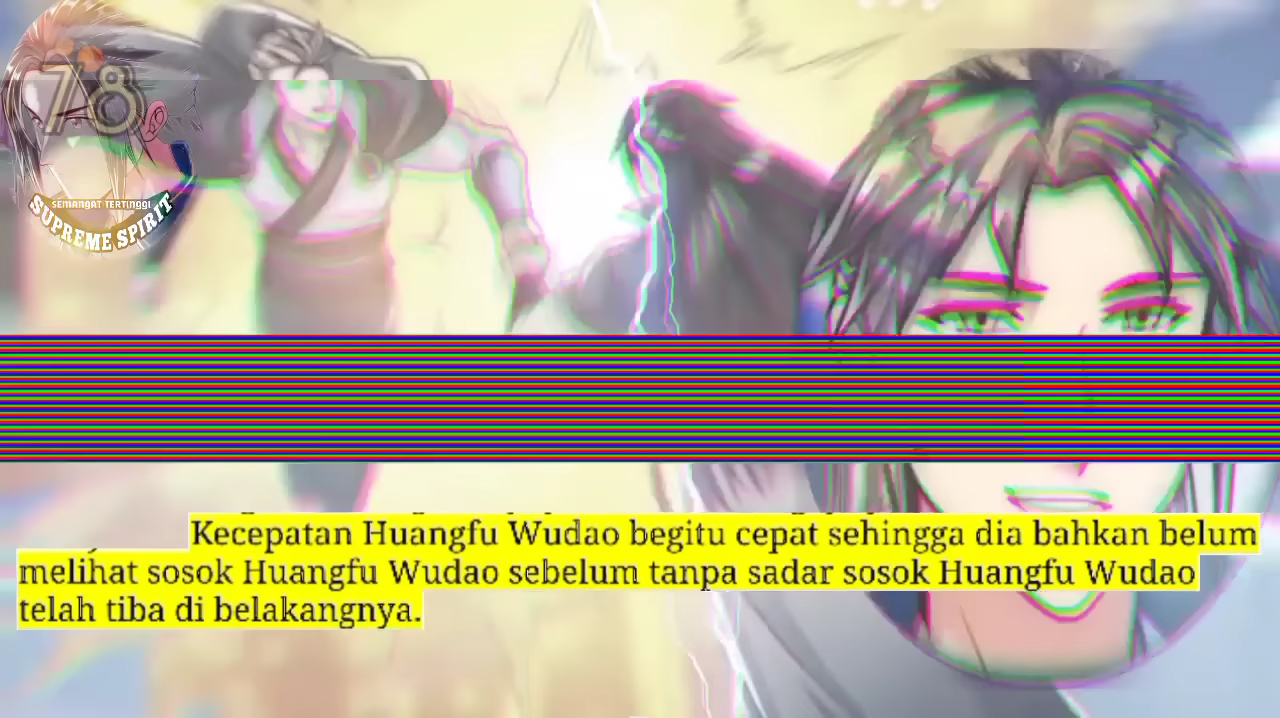 78
SEMANGAT TERTINGGI
SUPREME SPIRIT
Kecepatan Huangfu Wudao begitu cepat sehingga dia bahkan belum
melihat sosok Huangfu Wudao sebelum tanpa sadar sosok Huangfu Wudao
telah tiba di belakangnya.